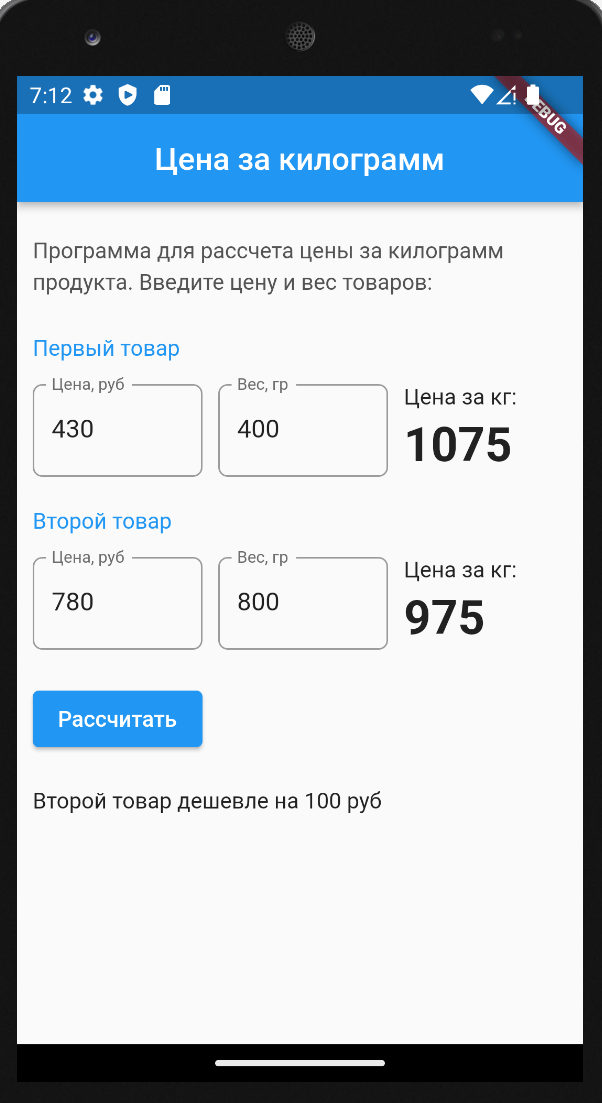 7:12
DEBUG
Цена за килограмм
Программа для рассчета цены за килограмм
продукта. Введите цену и вес товаров:
Первый товар
Цена, руб
430
Вес, гр
400
Цена за кг:
1075
Второй товар
Цена, руб
780
Вес, гр
800
Цена за кг:
975
Рассчитать
Второй товар дешевле на 100 руб